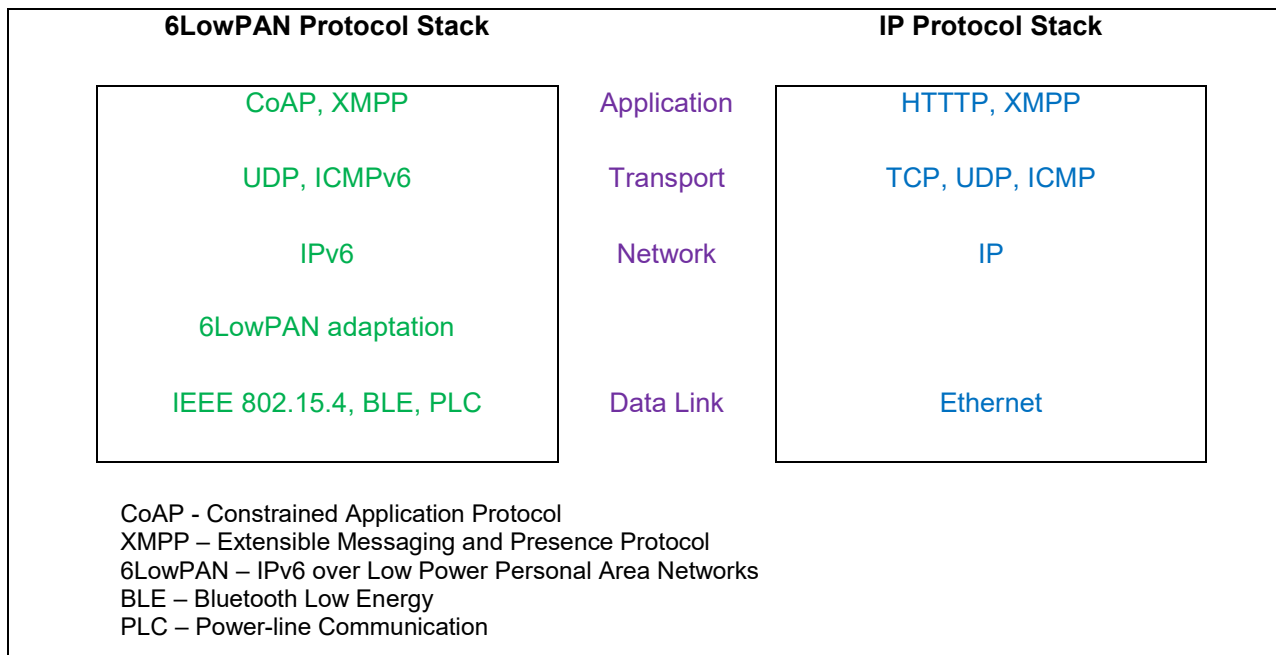 6LowPAN Protocol Stack IP Protocol Stack
CoAP, XMPP Application HTTTP, XMPP
UDP, ICMPv6 Transport TCP, UDP, ICMP
IPv6 Network IP
6LowPAN adaptation
IEEE 802.15.4, BLE, PLC Data Link Ethernet
CoAP - Constrained Application Protocol
XMPP – Extensible Messaging and Presence Protocol
6LowPAN – IPv6 over Low Power Personal Area Networks
BLE – Bluetooth Low Energy
PLC – Power-line Communication